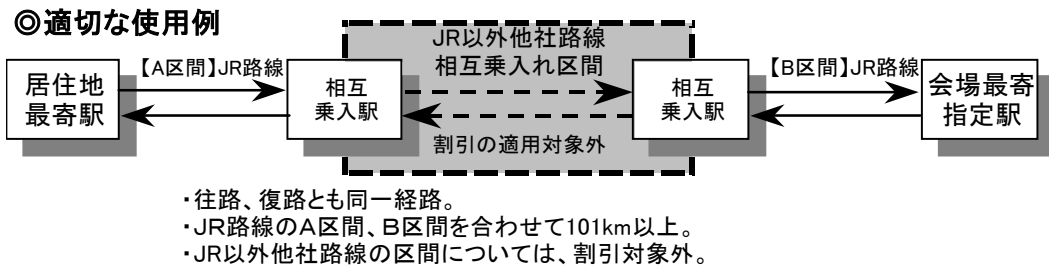 ◎適切な使用例
JR以外他社路線
相互乗入れ区間
居住地
最寄駅
【A区間】JR路線
相互
乗入駅
相互
乗入駅
【B区間】JR路線
会場最寄
指定駅
割引の適用対象外
・往路、復路とも同一経路。
・JR路線のA区間、B区間を合わせて101km以上。
・JR以外他社路線の区間については、割引対象外。